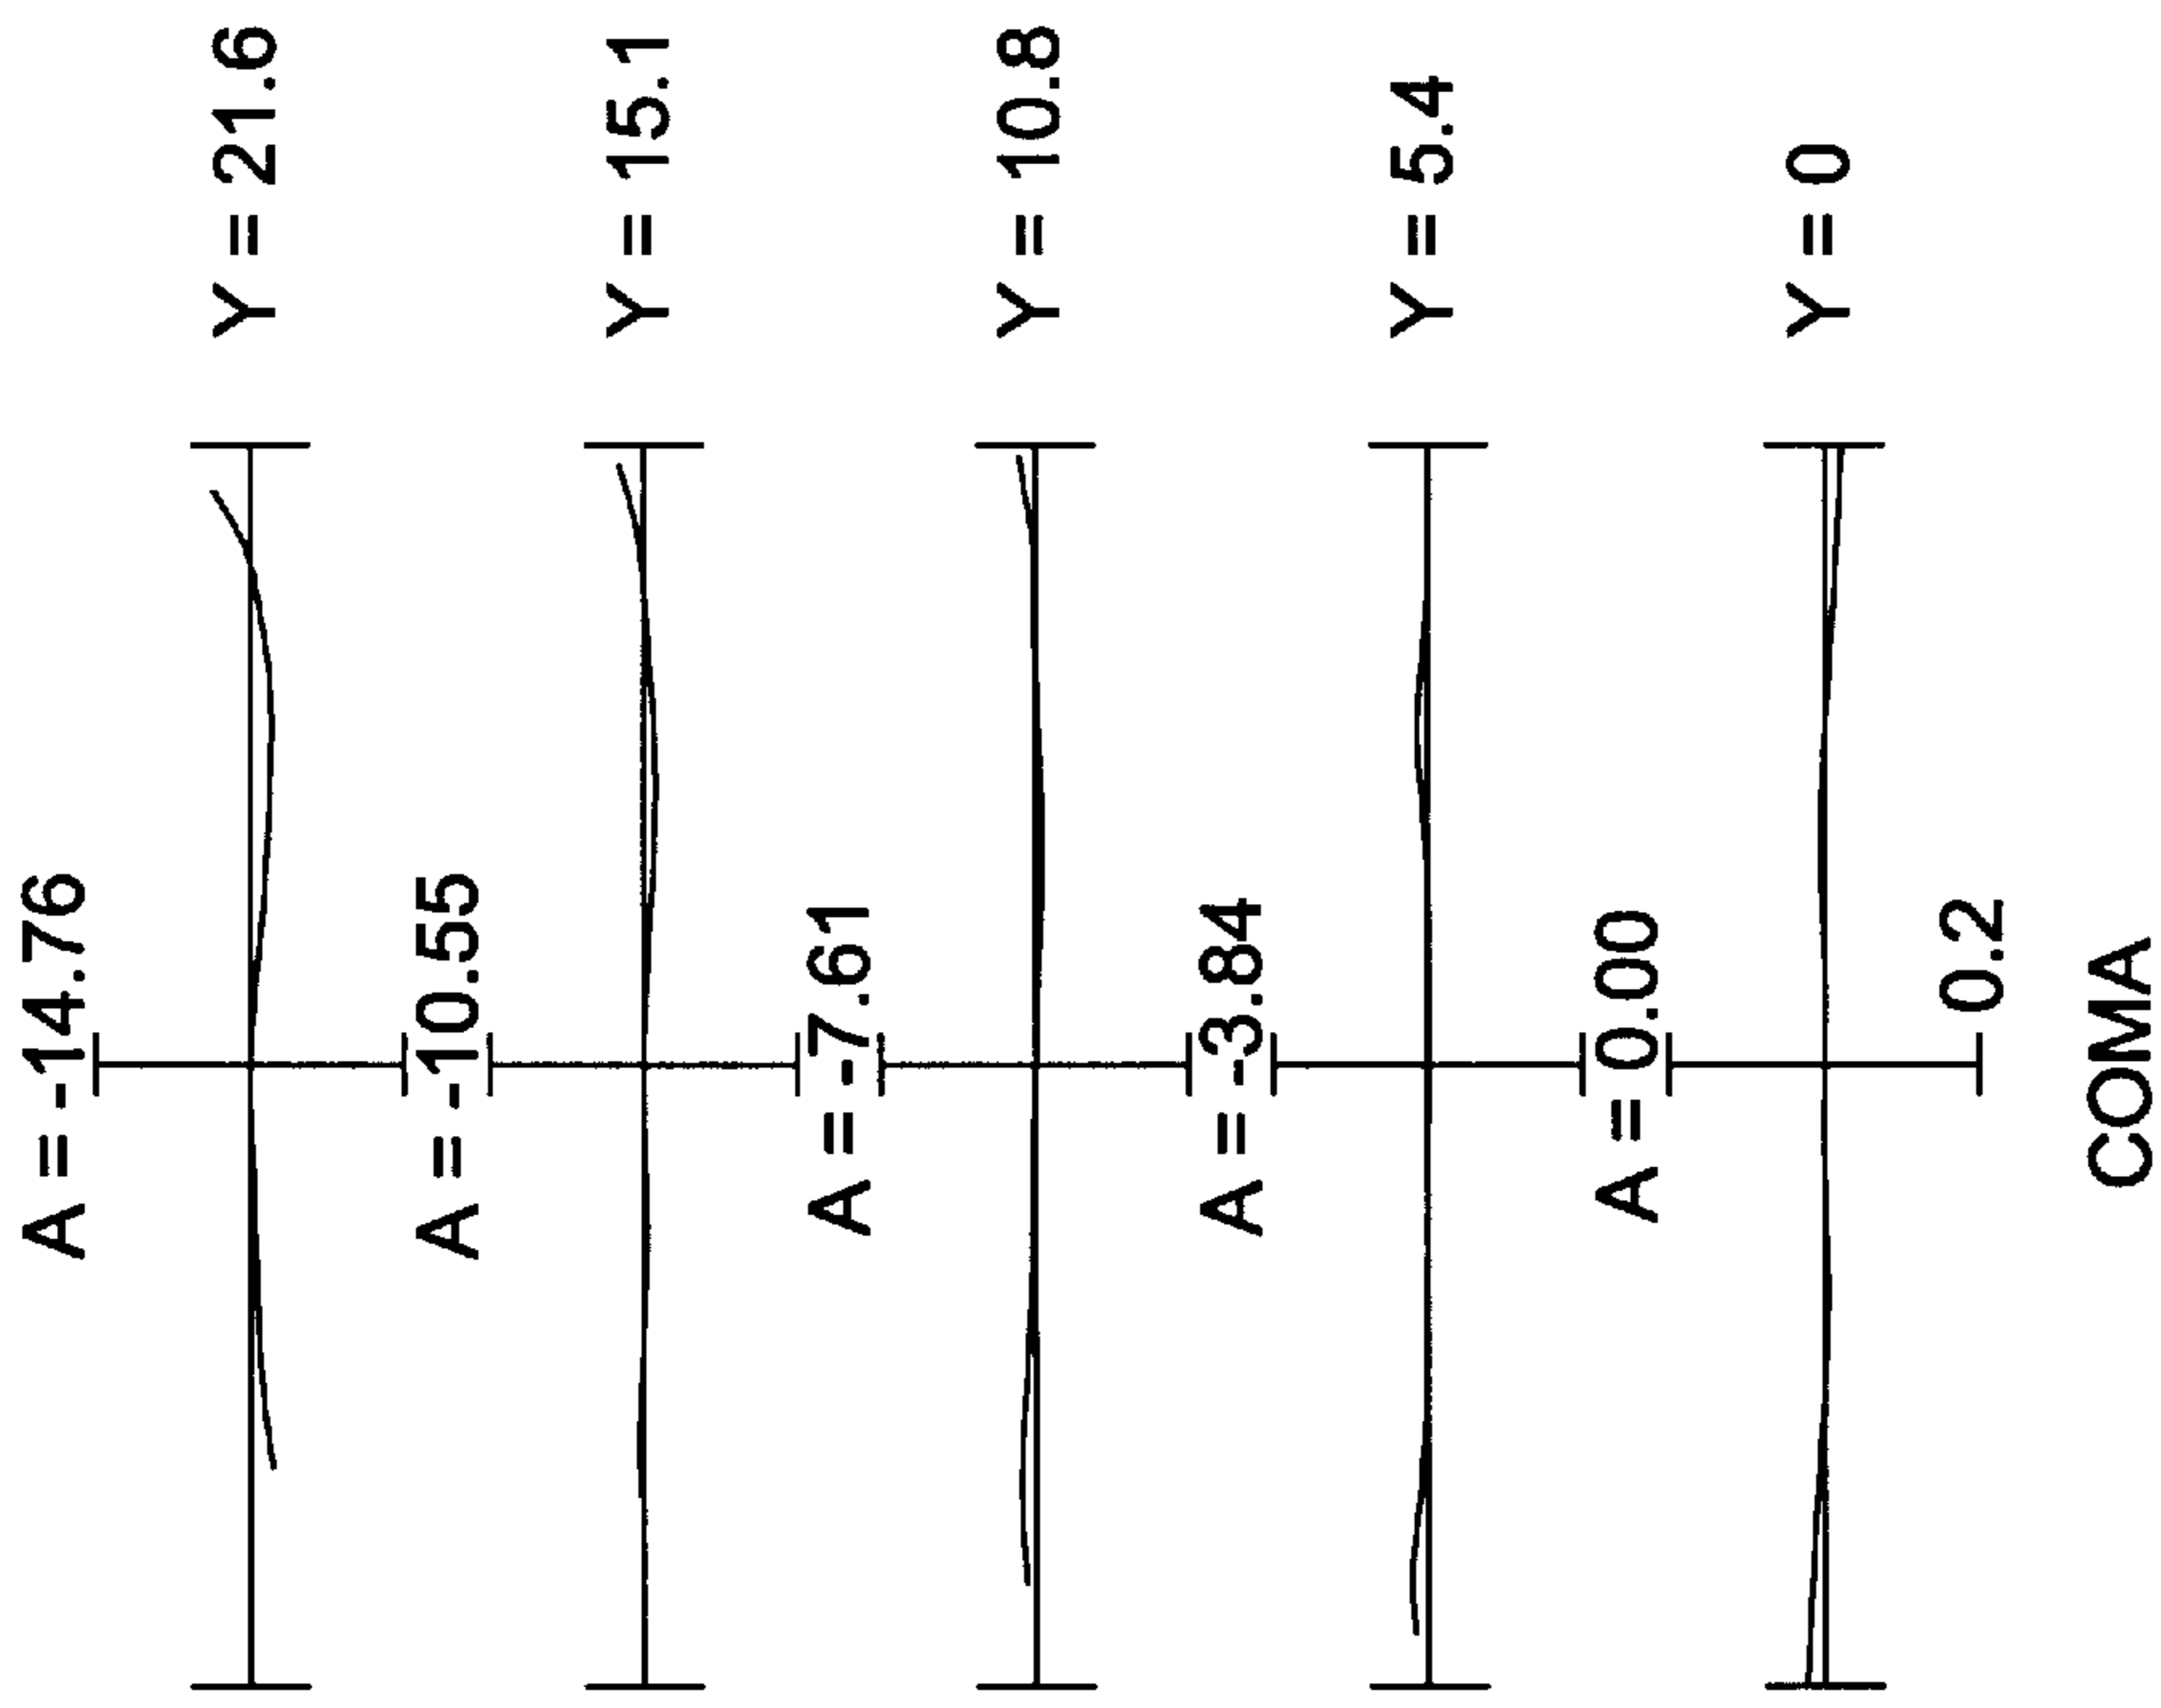 A = -14.76
Y = 21.6
A = -10.55
Y = 15.1
A = -7.61
Y = 10.8
A = -3.84
Y = 5.4
A = 0.00
Y = 0
0.2
COMA